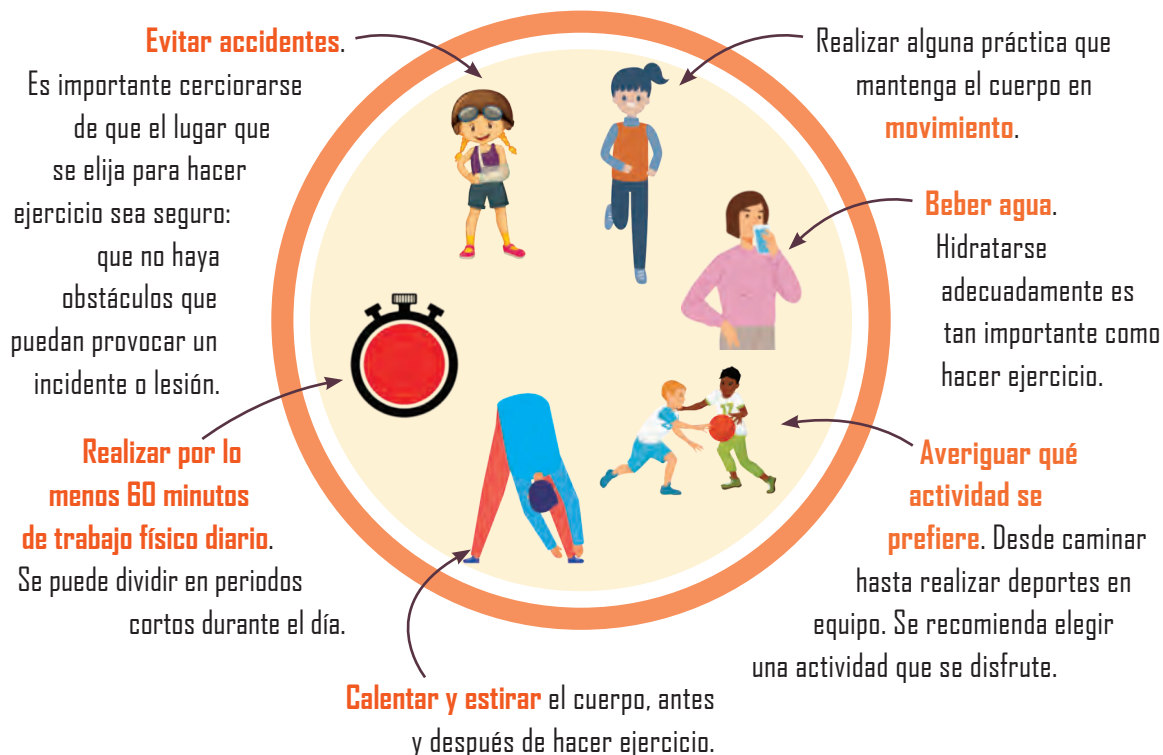 Evitar accidentes.
Es importante cerciorarse
de que el lugar que
se elija para hacer
ejercicio sea seguro:
que no haya
obstáculos que
puedan provocar un
incidente o lesión.
Realizar alguna práctica que
mantenga el cuerpo en
movimiento.
Beber agua.
Hidratarse
adecuadamente es
tan importante como
hacer ejercicio.
Averiguar qué
actividad se
prefiere. Desde caminar
hasta realizar deportes en
equipo. Se recomienda elegir
una actividad que se disfrute.
Calentar y estirar el cuerpo, antes
y después de hacer ejercicio.
Realizar por lo
menos 60 minutos
de trabajo físico diario.
Se puede dividir en periodos
cortos durante el día.